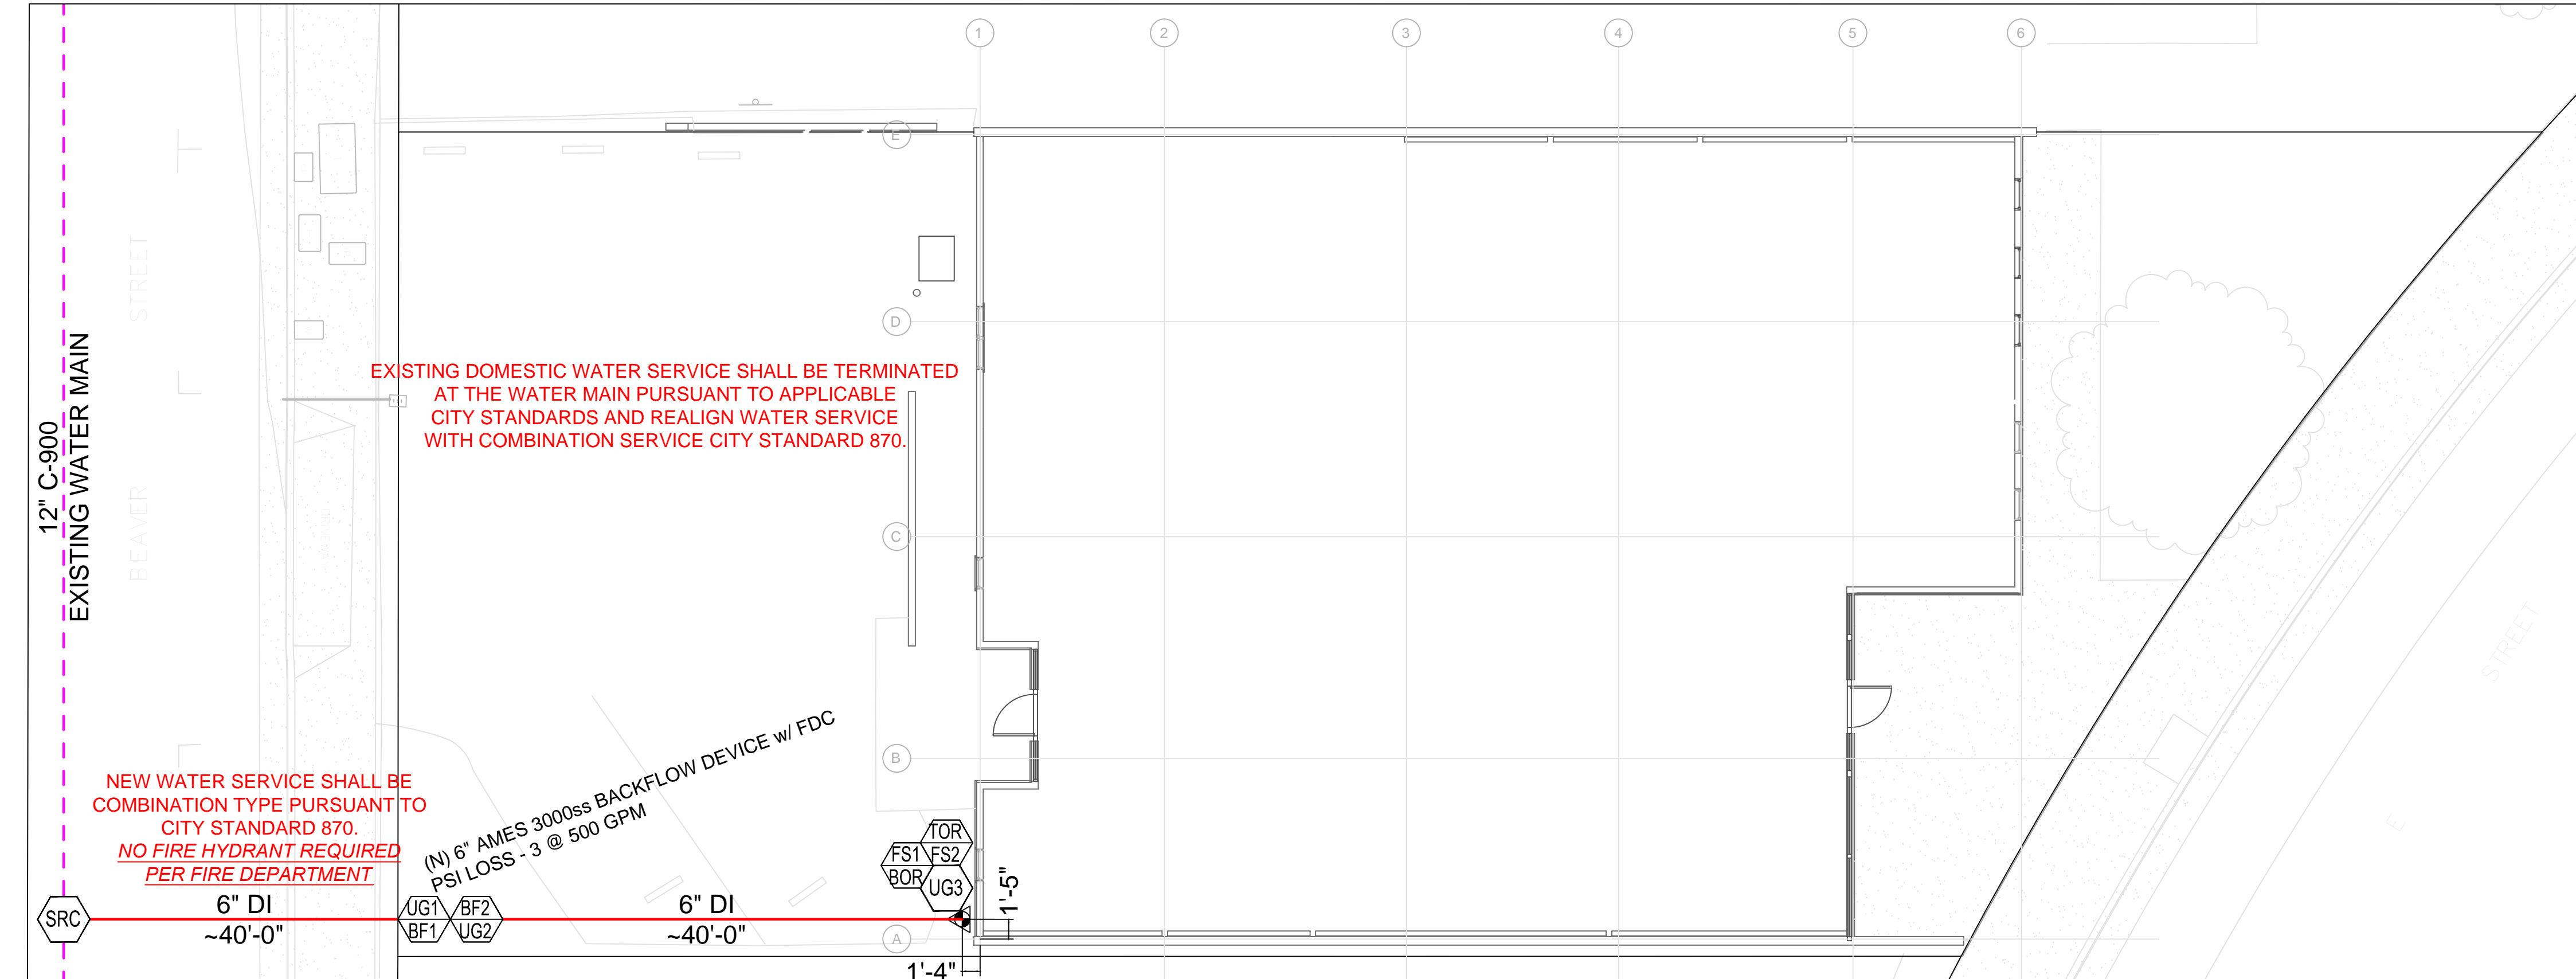 1
2
3
4
5
6
E
D
C
B
A
STREET
BEAVER
12" C-900
EXISTING WATER MAIN
EXISTING DOMESTIC WATER SERVICE SHALL BE TERMINATED
AT THE WATER MAIN PURSUANT TO APPLICABLE
CITY STANDARDS AND REALIGN WATER SERVICE
WITH COMBINATION SERVICE CITY STANDARD 870.
NEW WATER SERVICE SHALL BE
COMBINATION TYPE PURSUANT TO
CITY STANDARD 870.
NO FIRE HYDRANT REQUIRED
PER FIRE DEPARTMENT
(N) 6" AMES 3000ss BACKFLOW DEVICE w/ FDC
PSI LOSS - 3 @ 500 GPM
SRC
6" DI
~40'-0"
UG1
BF1
BF2
UG2
6" DI
~40'-0"
TOR
FS1
FS2
BOR
UG3
1'-5"
1'-4"
STREET
E